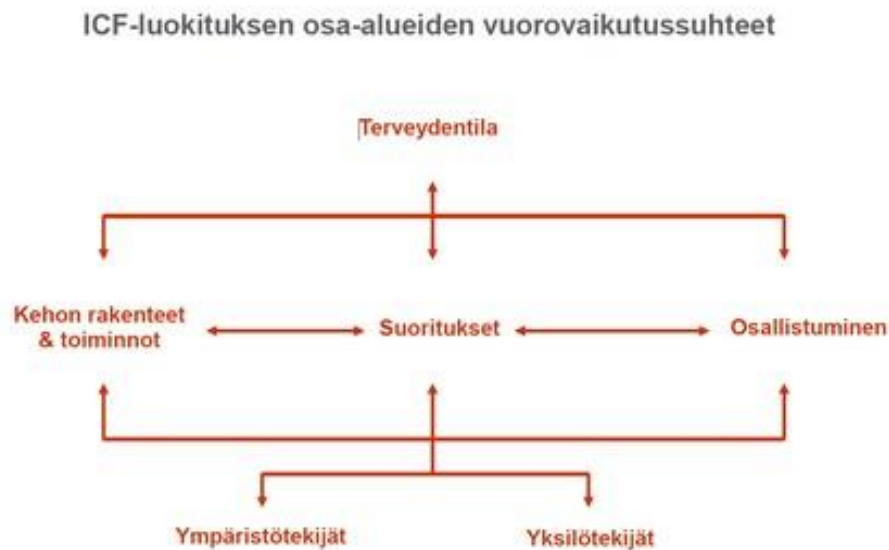 ICF-luokituksen osa-alueiden vuorovaikutussuhteet
Terveydentila
Kehon rakenteet
& toiminnot
Suoritukset
Osallistuminen
Ympäristötekijät
Yksilötekijät